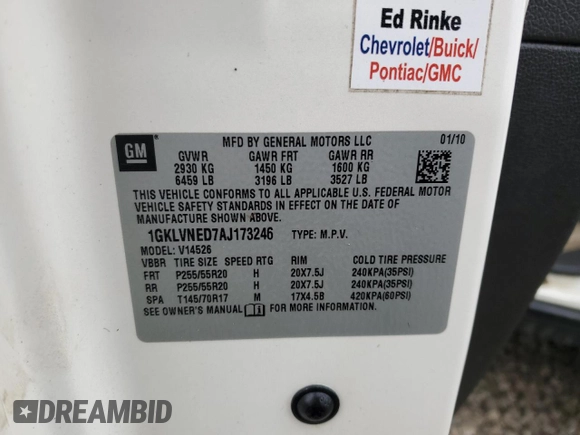 Ed Rinke
Chevrolet/Buick/
Pontiac/GMC
GM
MFD BY GENERAL MOTORS LLC 01/10
GVWR GAWR FRT GAWR RR
2930 KG 1450 KG 1600 KG
6459 LB 3196 LB 3527 LB
THIS VEHICLE CONFORMS TO ALL APPLICABLE U.S. FEDERAL MOTOR
VEHICLE SAFETY STANDARDS IN EFFECT ON THE DATE OF
MANUFACTURE SHOWN ABOVE.
1GKLVNED7AJ173246 TYPE: M.P.V.
MODEL: V14526
VBBR TIRE SIZE SPEED RTG RIM COLD TIRE PRESSURE
FRT P255/55R20 H 20X7.5J 240KPA(35PSI)
RR P255/55R20 H 20X7.5J 240KPA(35PSI)
SPA T145/70R17 M 17X4.5B 420KPA(60PSI)
SEE OWNER'S MANUAL FOR MORE INFORMATION.
DREAMBID